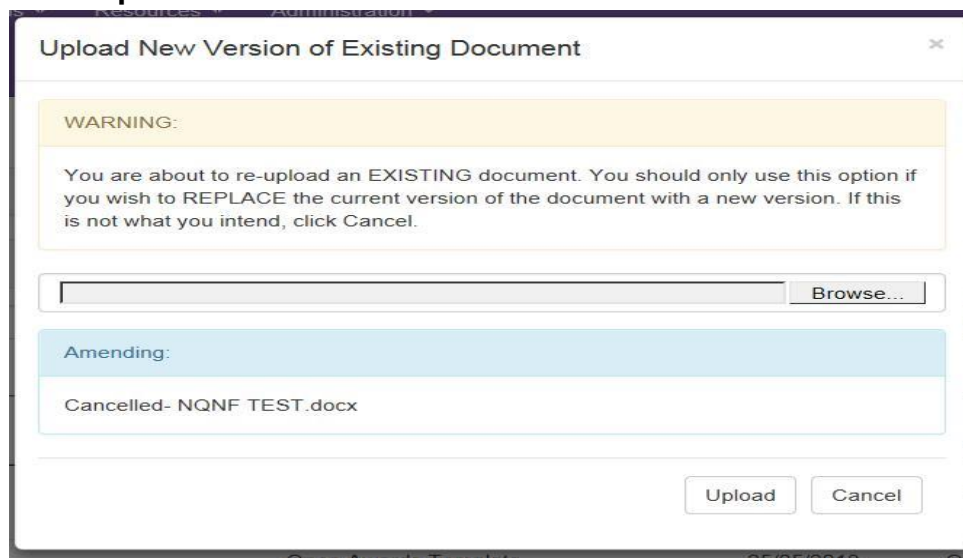 Resources Administration
Upload New Version of Existing Document
×
WARNING:
You are about to re-upload an EXISTING document. You should only use this option if
you wish to REPLACE the current version of the document with a new version. If this
is not what you intend, click Cancel.
Browse...
Amending:
Cancelled- NQNF TEST.docx
Upload Cancel